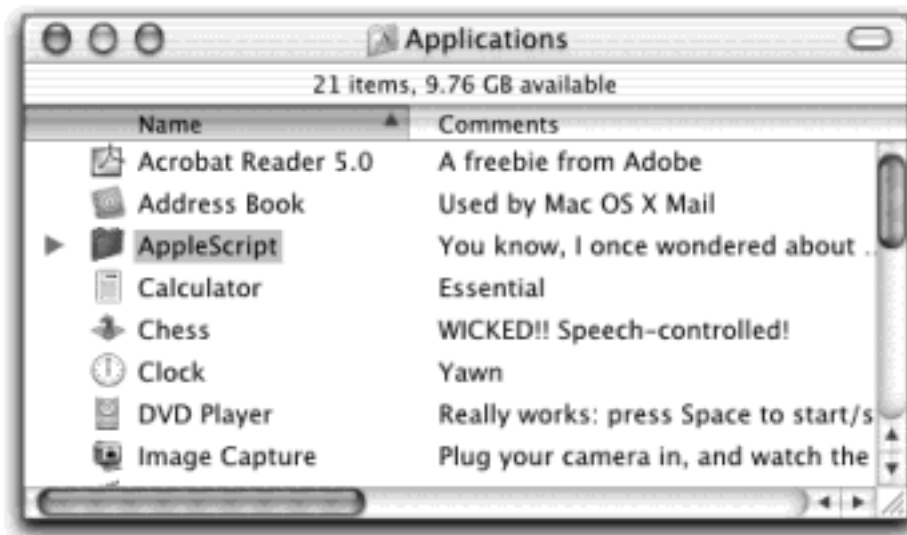 Applications
21 items, 9.76 GB available
Name Comments
Acrobat Reader 5.0 A freebie from Adobe
Address Book Used by Mac OS X Mail
AppleScript You know, I once wondered about ..
Calculator Essential
Chess WICKED!! Speech-controlled!
Clock Yawn
DVD Player Really works: press Space to start/s
Image Capture Plug your camera in, and watch the